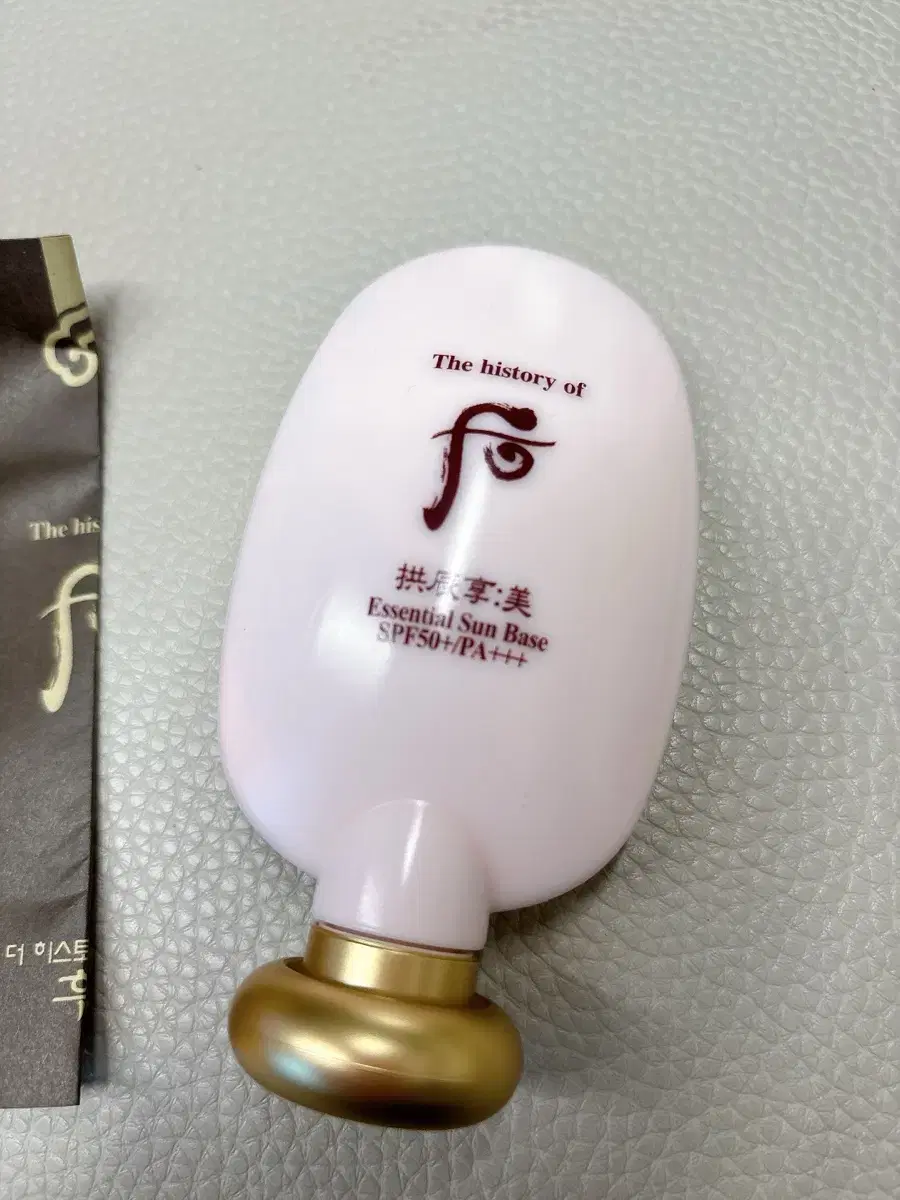 The history of
后
拱辰享:美
Essential Sun Base
SPF50+/PA+++
The his
더 히스토
후